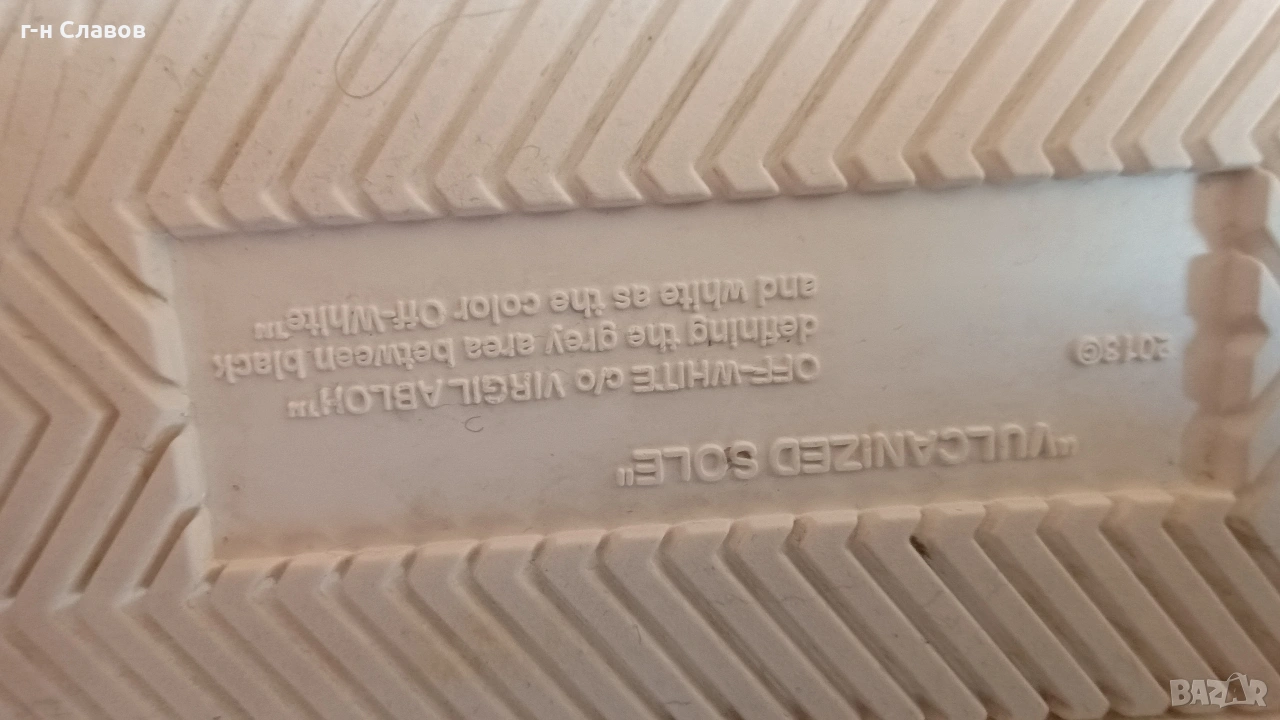 г-н Славов
"VULCANIZED SOLE"
2018©
OFF-WHITE c/o VIRGIL ABLOH™
defining the grey area between black
and white as the color Off-White™
BAZAR